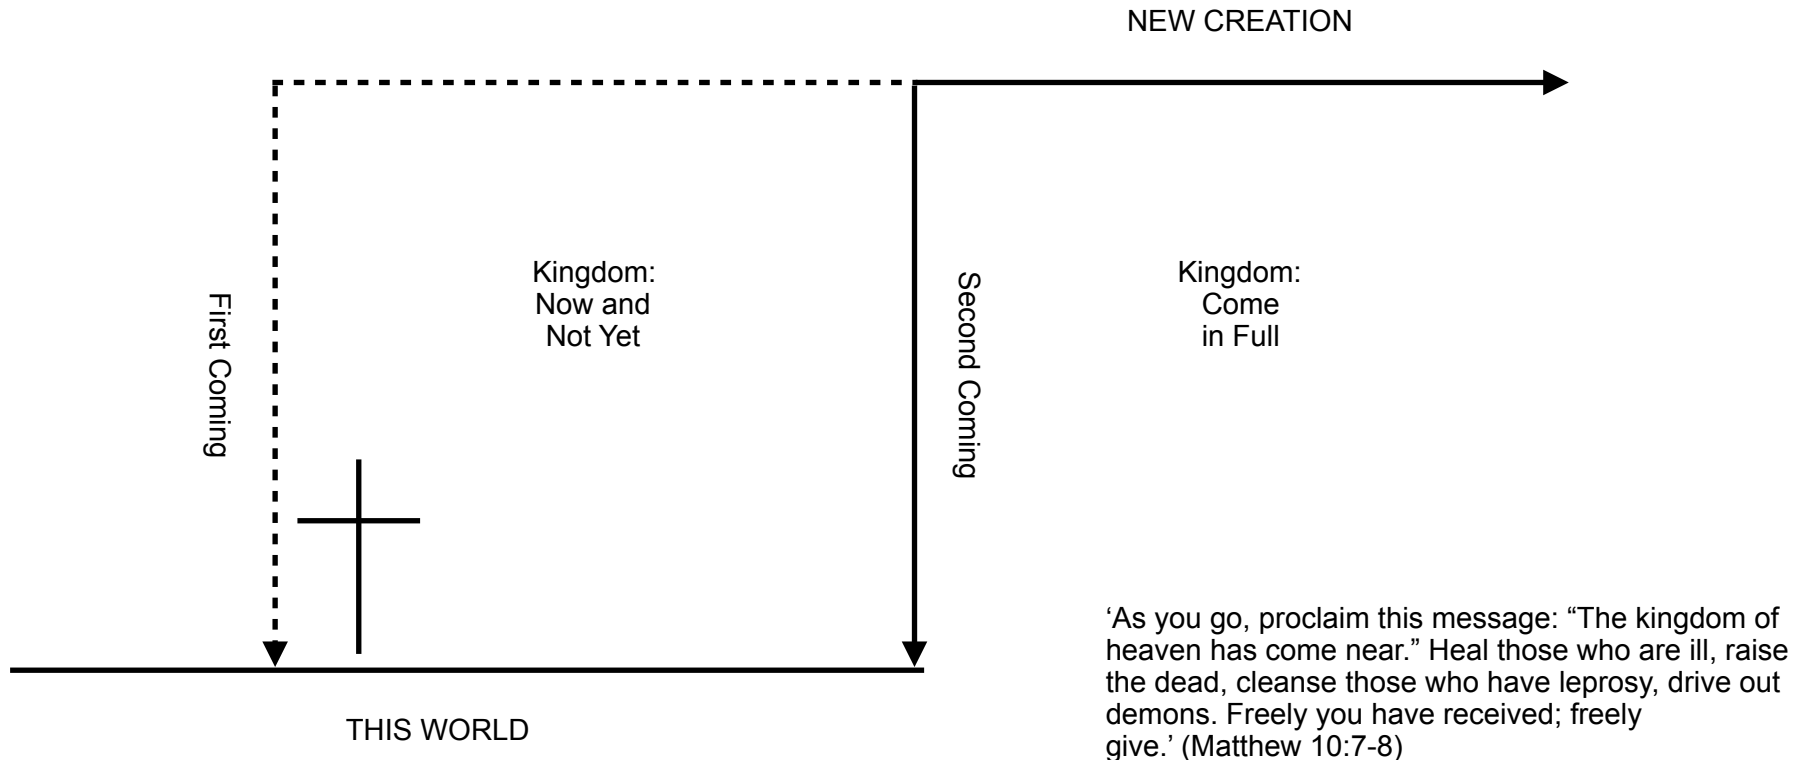 NEW CREATION
First Coming
Kingdom:
Now and
Not Yet
Second Coming
Kingdom:
Come
in Full
‘As you go, proclaim this message: “The kingdom of
heaven has come near.” Heal those who are ill, raise
the dead, cleanse those who have leprosy, drive out
demons. Freely you have received; freely
give.’ (Matthew 10:7-8)
THIS WORLD